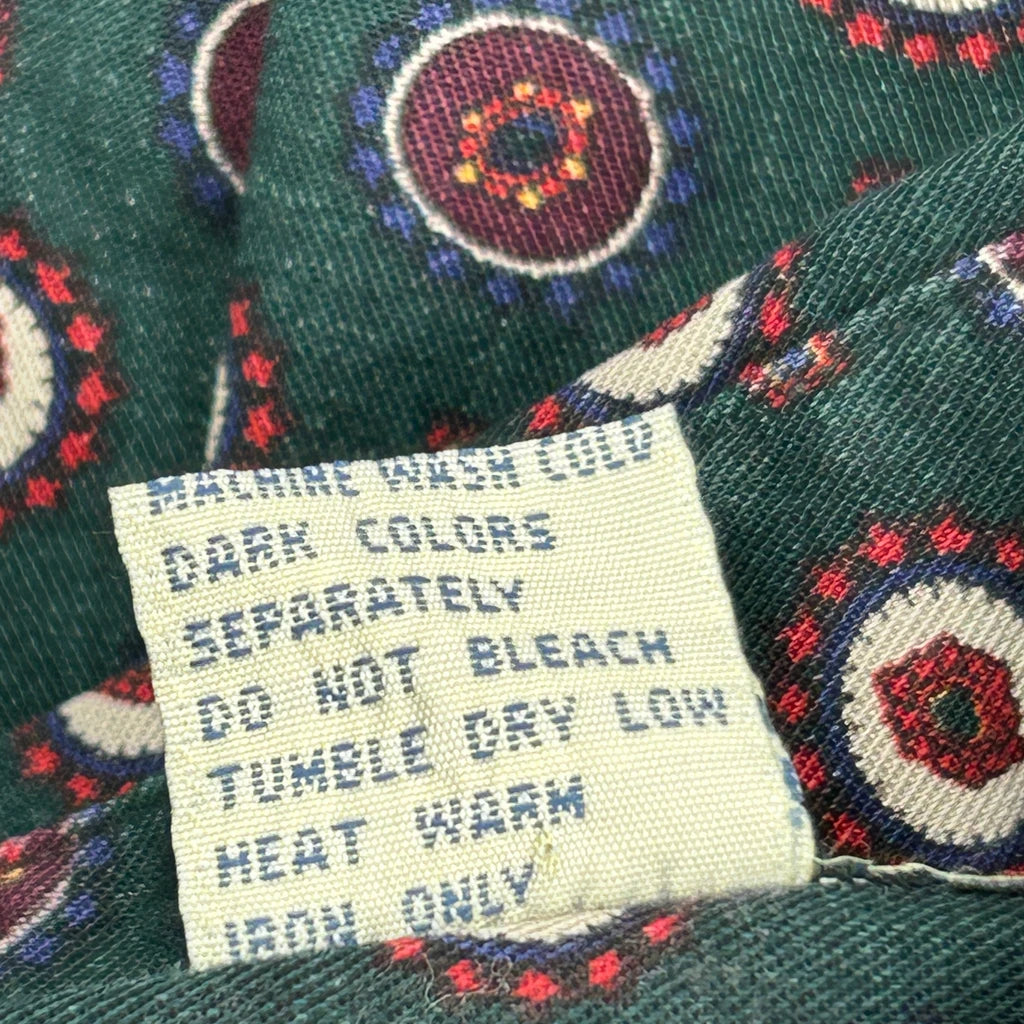 MACHINE WASH COLD
DARK COLORS
SEPARATELY
DO NOT BLEACH
TUMBLE DRY LOW
HEAT WARM
IRON ONLY